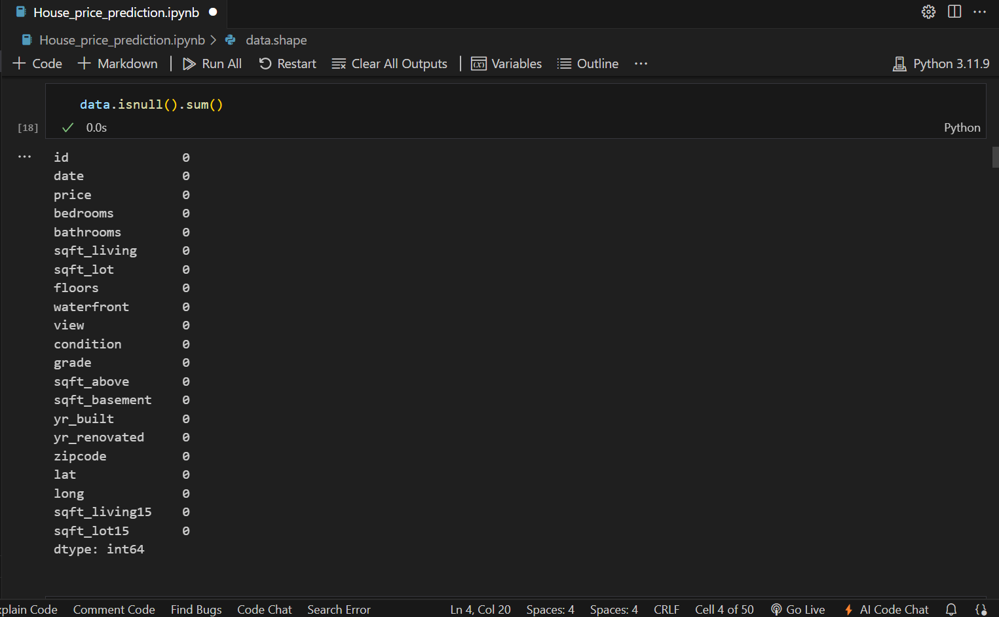 House_price_prediction.ipynb
House_price_prediction.ipynb > data.shape
+ Code + Markdown | Run All Restart Clear All Outputs | Variables Outline ... Python 3.11.9
data.isnull().sum()
[18] ✓ 0.0s Python
... id 0
date 0
price 0
bedrooms 0
bathrooms 0
sqft_living 0
sqft_lot 0
floors 0
waterfront 0
view 0
condition 0
grade 0
sqft_above 0
sqft_basement 0
yr_built 0
yr_renovated 0
zipcode 0
lat 0
long 0
sqft_living15 0
sqft_lot15 0
dtype: int64
xplain Code Comment Code Find Bugs Code Chat Search Error Ln 4, Col 20 Spaces: 4 Spaces: 4 CRLF Cell 4 of 50 Go Live AI Code Chat